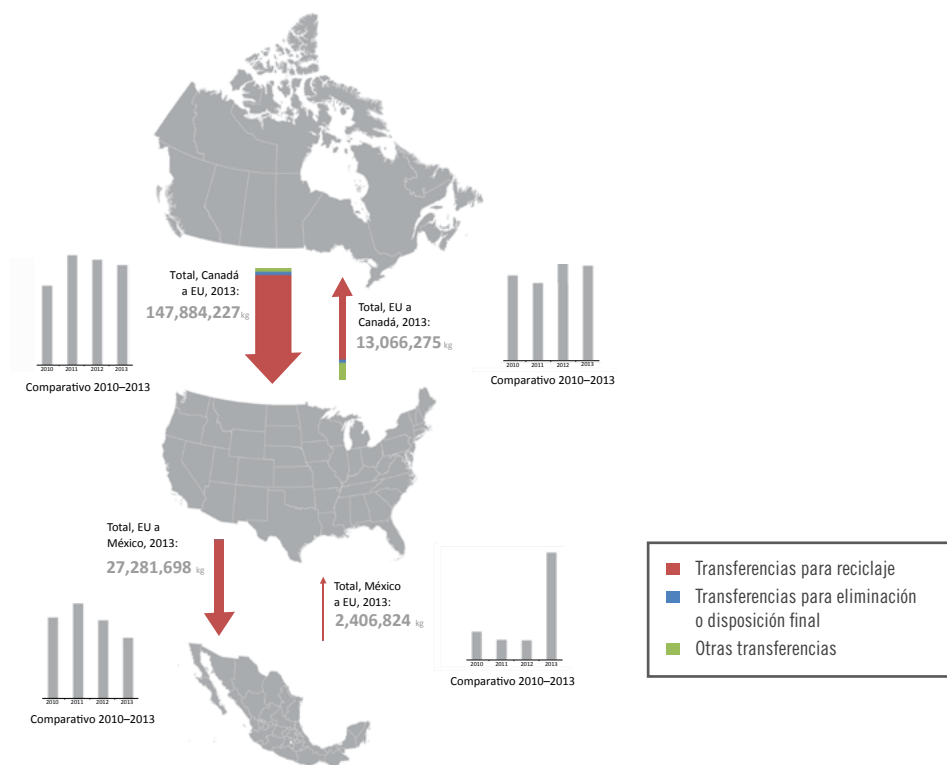 Total, Canadá
a EU, 2013:
147,884,227 kg
2010 2011 2012 2013
Comparativo 2010–2013
Total, EU a
Canadá, 2013:
13,066,275 kg
2010 2011 2012 2013
Comparativo 2010–2013
Total, EU a
México, 2013:
27,281,698 kg
2010 2011 2012 2013
Comparativo 2010–2013
Total, México
a EU, 2013:
2,406,824 kg
2010 2011 2012 2013
Comparativo 2010–2013
Transferencias para reciclaje
Transferencias para eliminación
o disposición final
Otras transferencias